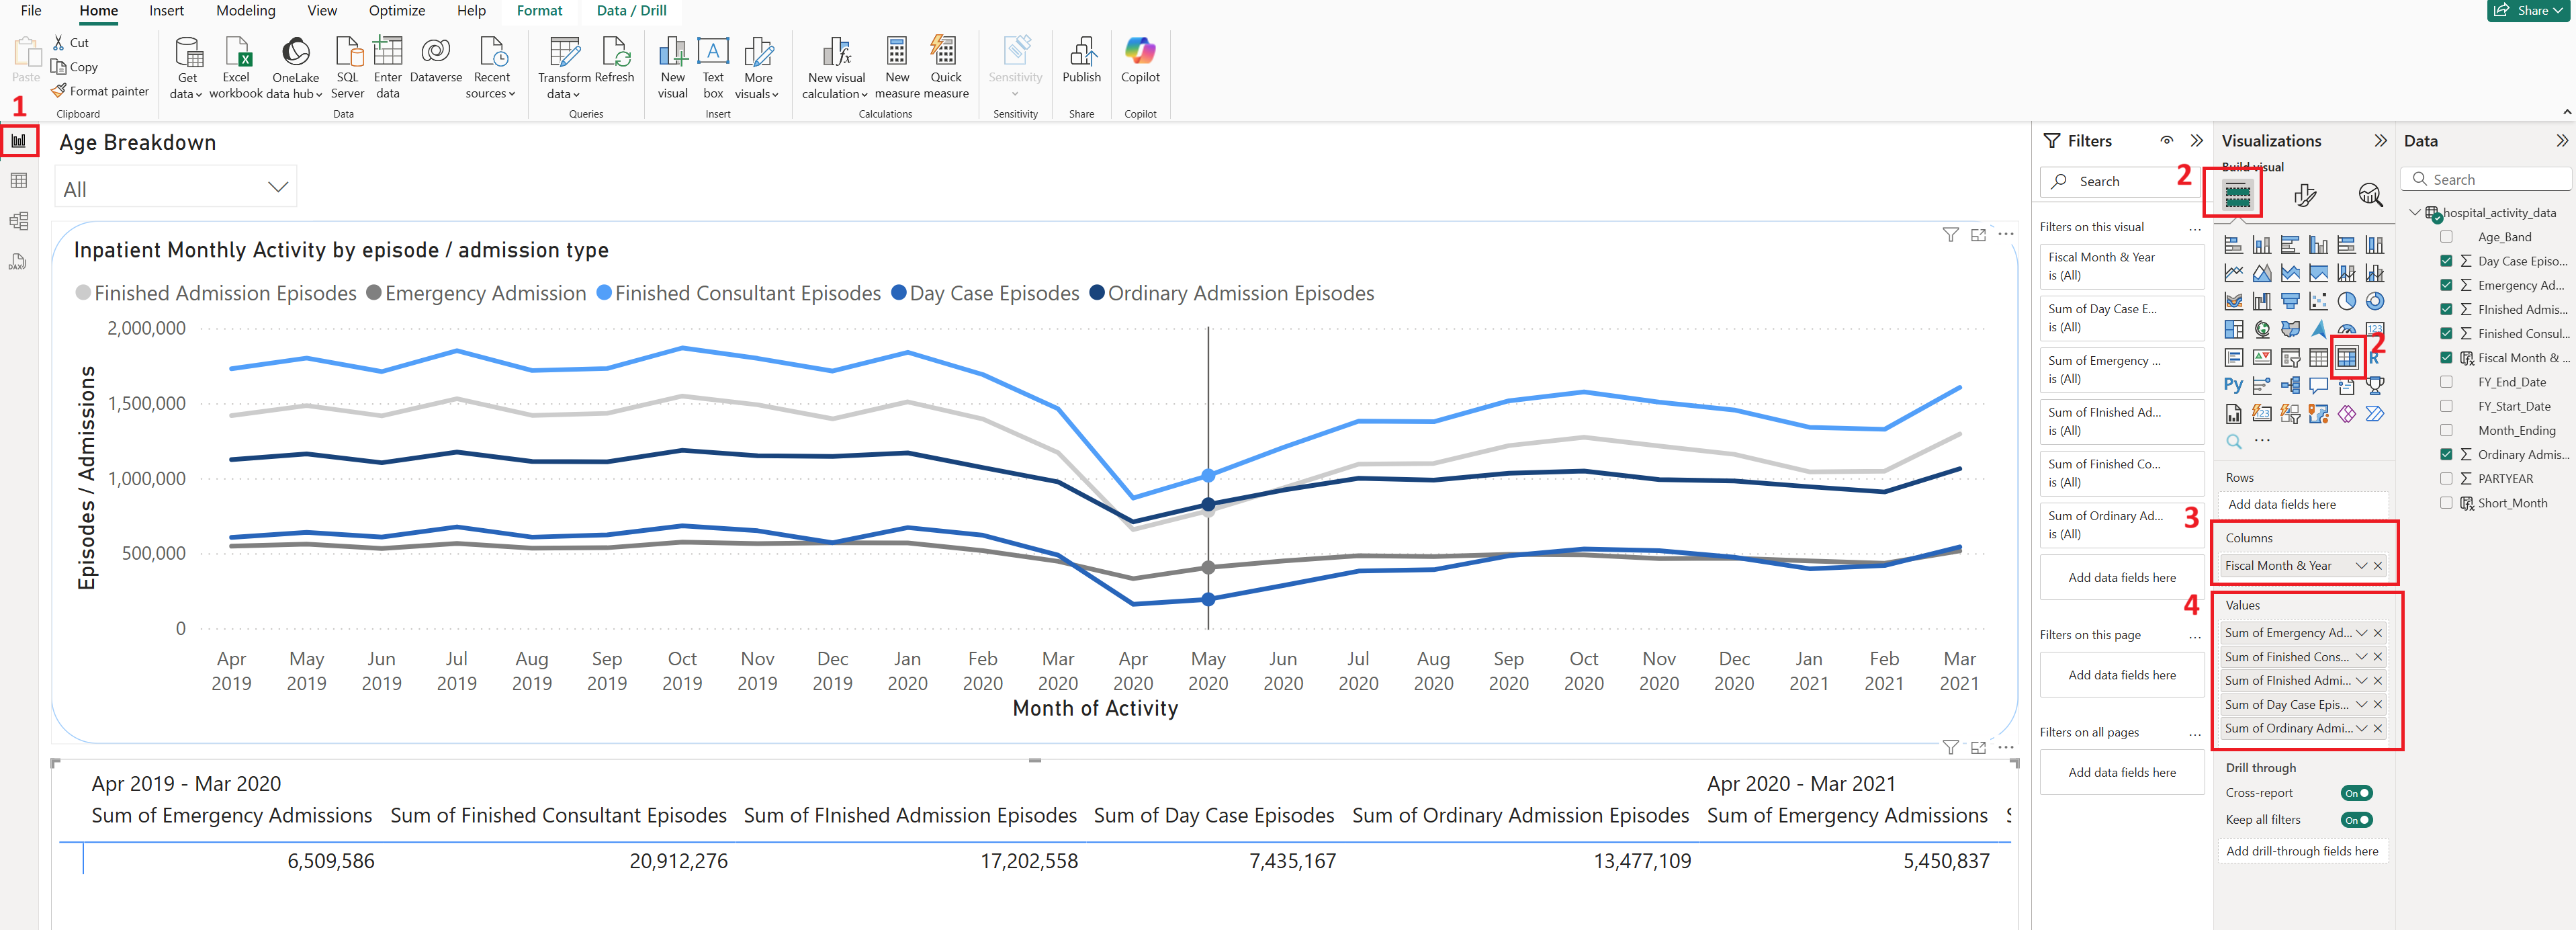 File Home Insert Modeling View Optimize Help Format Data / Drill Share
Paste
Cut
Copy
Format painter
Clipboard
Get data
Excel workbook
OneLake data hub
SQL Server
Enter data
Dataverse
Recent sources
Data
Transform data
Refresh
Queries
New visual
Text box
More visuals
Insert
New visual calculation
New measure
Quick measure
Calculations
Sensitivity
Sensitivity
Publish
Share
Copilot
Copilot
1
DAX
Age Breakdown
All
Inpatient Monthly Activity by episode / admission type
Finished Admission Episodes Emergency Admission Finished Consultant Episodes Day Case Episodes Ordinary Admission Episodes
Episodes / Admissions
2,000,000
1,500,000
1,000,000
500,000
0
Apr May Jun Jul Aug Sep Oct Nov Dec Jan Feb Mar Apr May Jun Jul Aug Sep Oct Nov Dec Jan Feb Mar
2019 2019 2019 2019 2019 2019 2019 2019 2019 2020 2020 2020 2020 2020 2020 2020 2020 2020 2020 2020 2020 2021 2021 2021
Month of Activity
Apr 2019 - Mar 2020 Apr 2020 - Mar 2021
Sum of Emergency Admissions Sum of Finished Consultant Episodes Sum of FInished Admission Episodes Sum of Day Case Episodes Sum of Ordinary Admission Episodes Sum of Emergency Admissions
6,509,586 20,912,276 17,202,558 7,435,167 13,477,109 5,450,837
Filters
Search
Filters on this visual ...
Fiscal Month & Year
is (All)
Sum of Day Case E...
is (All)
Sum of Emergency ...
is (All)
Sum of FInished Ad...
is (All)
Sum of Finished Co...
is (All)
Sum of Ordinary Ad...
is (All)
Add data fields here
Filters on this page ...
Add data fields here
Filters on all pages ...
Add data fields here
Visualizations
Build visual
2
123
2
R
Py
123
...
Rows
Add data fields here
3
Columns
Fiscal Month & Year
4
Values
Sum of Emergency Ad...
Sum of Finished Cons...
Sum of FInished Admi...
Sum of Day Case Epis...
Sum of Ordinary Admi...
Drill through
Cross-report On
Keep all filters On
Add drill-through fields here
Data
Search
hospital_activity_data
Age_Band
Day Case Episo...
Emergency Ad...
FInished Admis...
Finished Consul...
Fiscal Month & ...
FY_End_Date
FY_Start_Date
Month_Ending
Ordinary Admis...
PARTYEAR
Short_Month